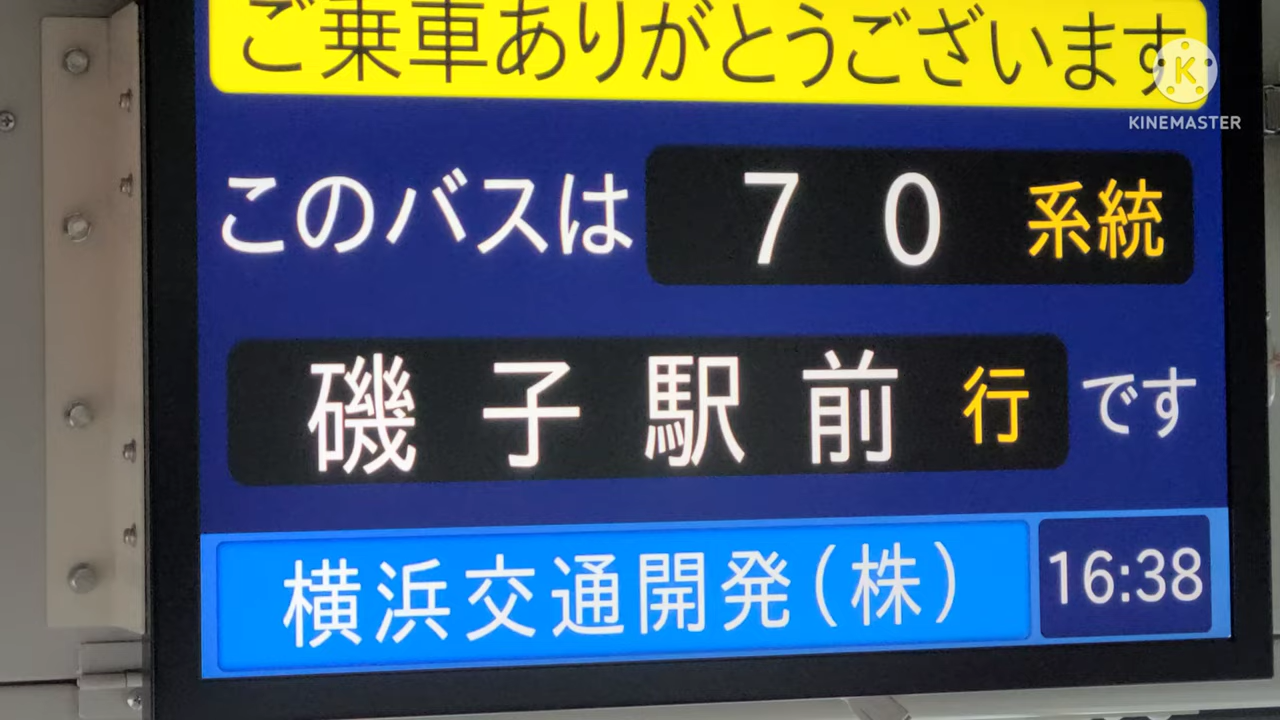 ご乗車ありがとうございます
KINEMASTER
このバスは 70 系統
磯子駅前 行 です
横浜交通開発(株) 16:38